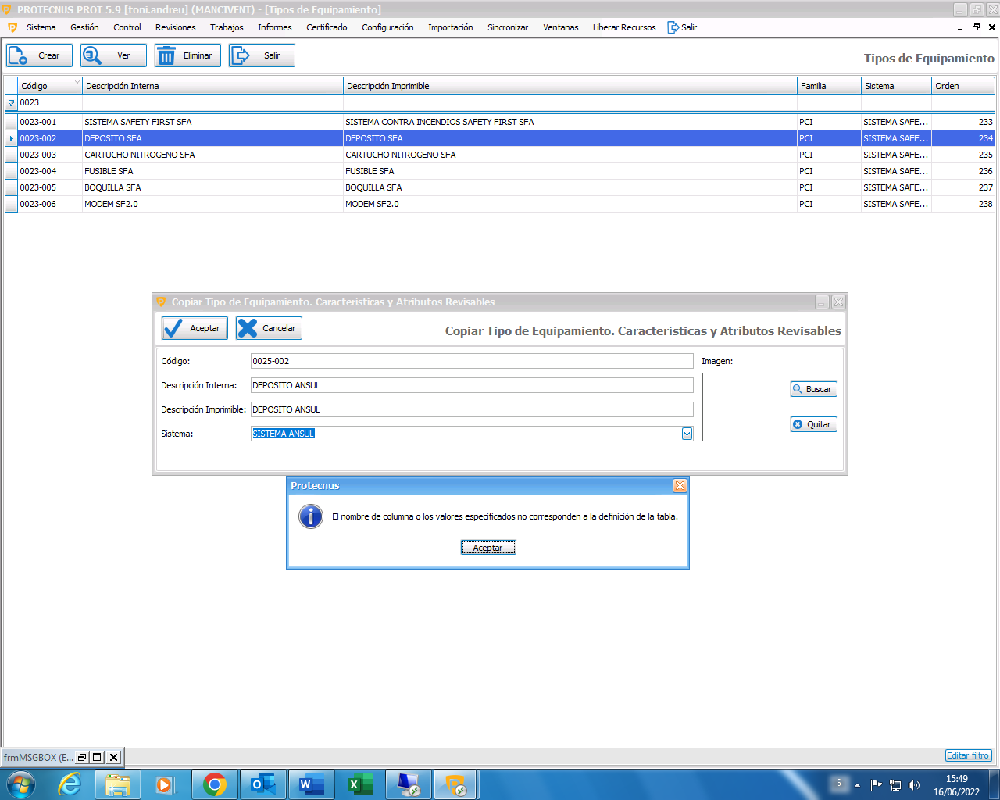 PROTECNUS PROT 5.9 [toni.andreu] (MANCIVENT) - [Tipos de Equipamiento]
Sistema Gestión Control Revisiones Trabajos Informes Certificado Configuración Importación Sincronizar Ventanas Liberar Recursos Salir
Crear Ver Eliminar Salir Tipos de Equipamiento
Código Descripción Interna Descripción Imprimible Familia Sistema Orden
0023
0023-001 SISTEMA SAFETY FIRST SFA SISTEMA CONTRA INCENDIOS SAFETY FIRST SFA PCI SISTEMA SAFE... 233
0023-002 DEPOSITO SFA DEPOSITO SFA PCI SISTEMA SAFE... 234
0023-003 CARTUCHO NITROGENO SFA CARTUCHO NITROGENO SFA PCI SISTEMA SAFE... 235
0023-004 FUSIBLE SFA FUSIBLE SFA PCI SISTEMA SAFE... 236
0023-005 BOQUILLA SFA BOQUILLA SFA PCI SISTEMA SAFE... 237
0023-006 MODEM SF2.0 MODEM SF2.0 PCI SISTEMA SAFE... 238
Copiar Tipo de Equipamiento. Características y Atributos Revisables
Aceptar Cancelar Copiar Tipo de Equipamiento. Características y Atributos Revisables
Código: 0025-002 Imagen:
Descripción Interna: DEPOSITO ANSUL Buscar
Descripción Imprimible: DEPOSITO ANSUL
Sistema: SISTEMA ANSUL Quitar
Protecnus
El nombre de columna o los valores especificados no corresponden a la definición de la tabla.
Aceptar
frmMSGBOX (E... Editar filtro
15:49
16/06/2022